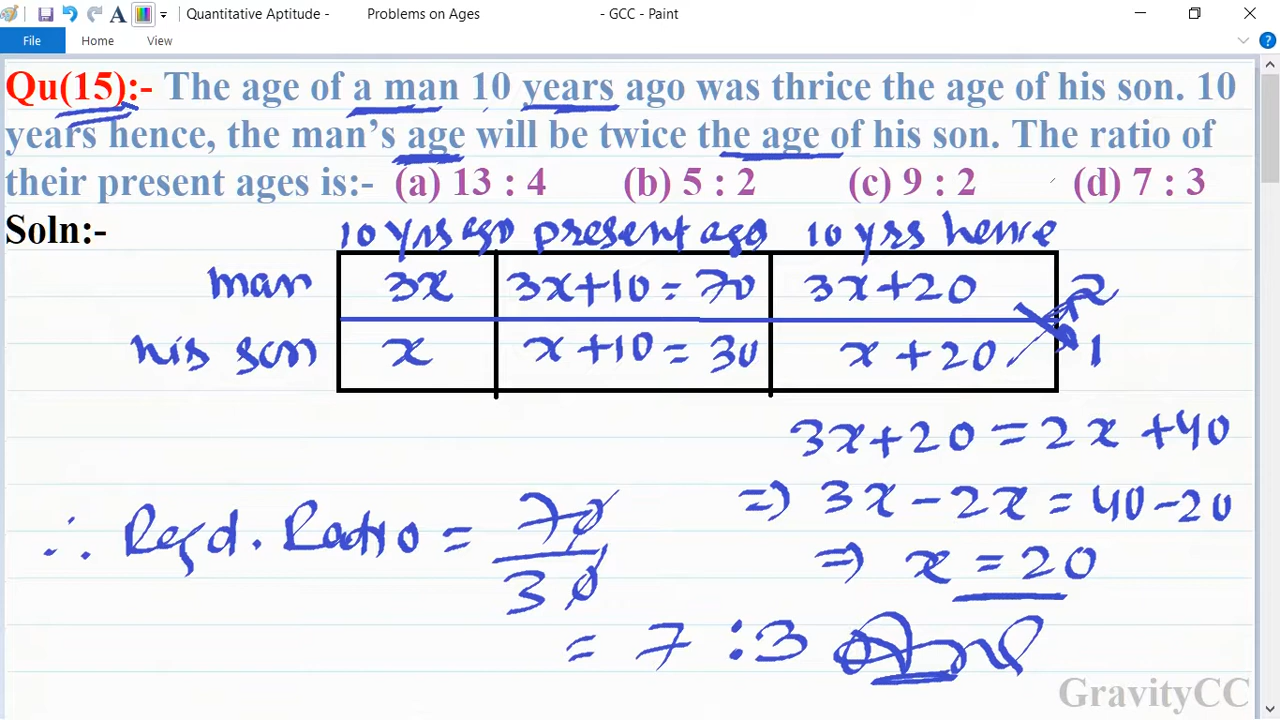 Quantitative Aptitude - Problems on Ages - GCC - Paint
File Home View
Qu(15):- The age of a man 10 years ago was thrice the age of his son. 10
years hence, the man's age will be twice the age of his son. The ratio of
their present ages is:- (a) 13 : 4 (b) 5 : 2 (c) 9 : 2 (d) 7 : 3
Soln:-
10 yrs ago present ago 10 yrs hence
man 3x 3x+10 = 70 3x+20 2
his son x x+10 = 30 x+20 1
3x+20 = 2x +40
=> 3x - 2x = 40-20
=> x = 20
∴ Reqd. Ratio = 70/30
= 7 : 3 Ans
GravityCC